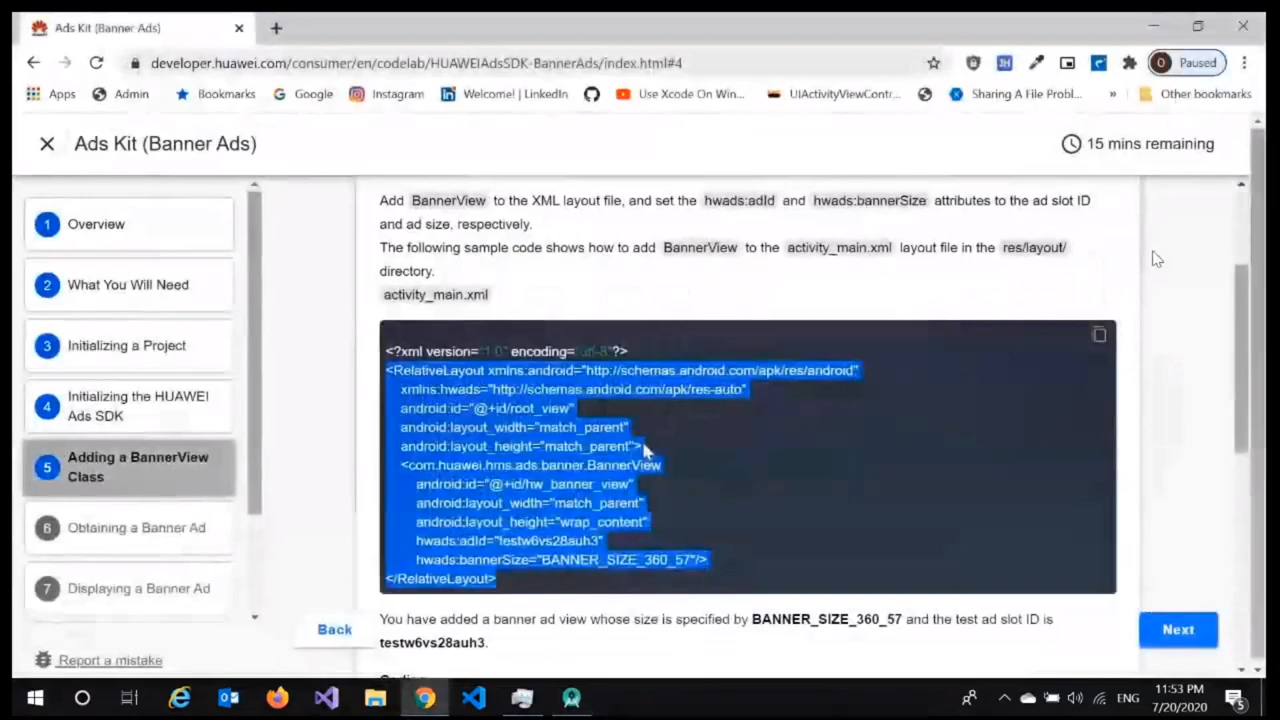 Ads Kit (Banner Ads)
developer.huawei.com/consumer/en/codelab/HUAWEIAdsSDK-BannerAds/index.html#4
O
Paused
Apps
Admin
Bookmarks
Google
Instagram
Welcome! | LinkedIn
Use Xcode On Win...
UIActivityViewContr...
Sharing A File Probl...
»
Other bookmarks
Ads Kit (Banner Ads)
15 mins remaining
1 Overview
2 What You Will Need
3 Initializing a Project
4 Initializing the HUAWEI
Ads SDK
5 Adding a BannerView
Class
6 Obtaining a Banner Ad
7 Displaying a Banner Ad
Report a mistake
Add BannerView to the XML layout file, and set the hwads:adId and hwads:bannerSize attributes to the ad slot ID
and ad size, respectively.
The following sample code shows how to add BannerView to the activity_main.xml layout file in the res/layout/
directory.
activity_main.xml
<?xml version="1.0" encoding="utf-8"?>
<RelativeLayout xmlns:android="http://schemas.android.com/apk/res/android"
xmlns:hwads="http://schemas.android.com/apk/res-auto"
android:id="@+id/root_view"
android:layout_width="match_parent"
android:layout_height="match_parent">
<com.huawei.hms.ads.banner.BannerView
android:id="@+id/hw_banner_view"
android:layout_width="match_parent"
android:layout_height="wrap_content"
hwads:adId="testw6vs28auh3"
hwads:bannerSize="BANNER_SIZE_360_57"/>
</RelativeLayout>
You have added a banner ad view whose size is specified by BANNER_SIZE_360_57 and the test ad slot ID is
testw6vs28auh3.
Back
Next
ENG
11:53 PM
7/20/2020
5